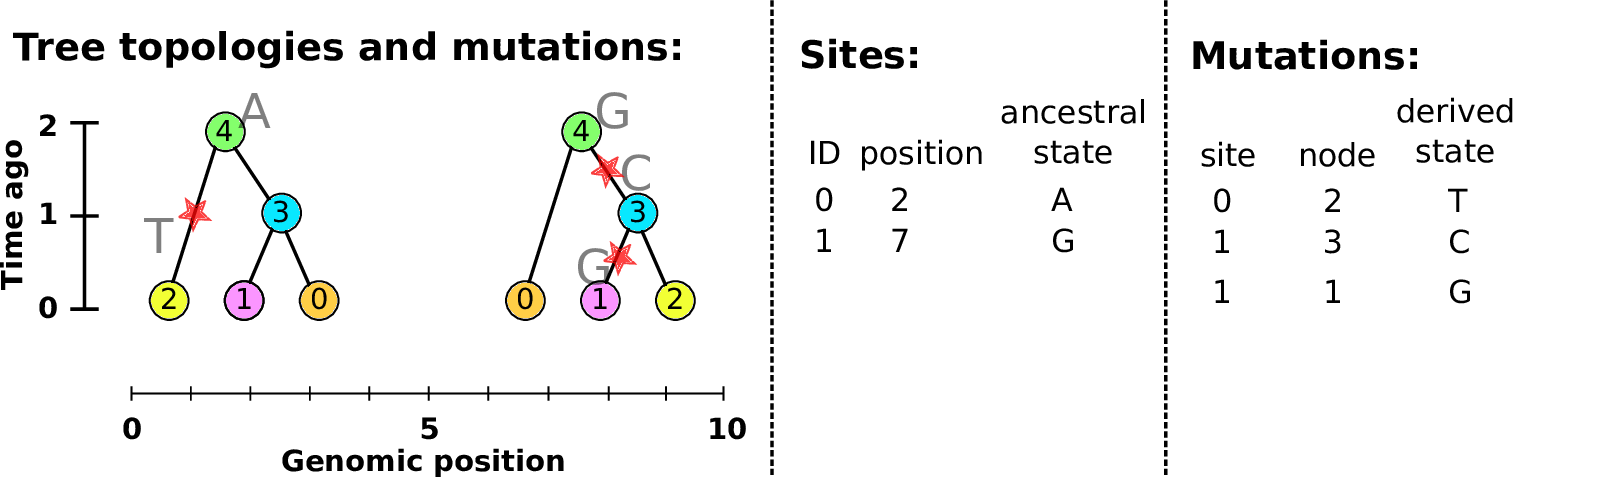 Tree topologies and mutations:
A
4
T
3
2
1
0
G
4
C
3
G
0
1
2
2
1
0
Time ago
0
5
10
Genomic position
Sites:
ancestral
ID position state
0 2 A
1 7 G
Mutations:
derived
site node state
0 2 T
1 3 C
1 1 G